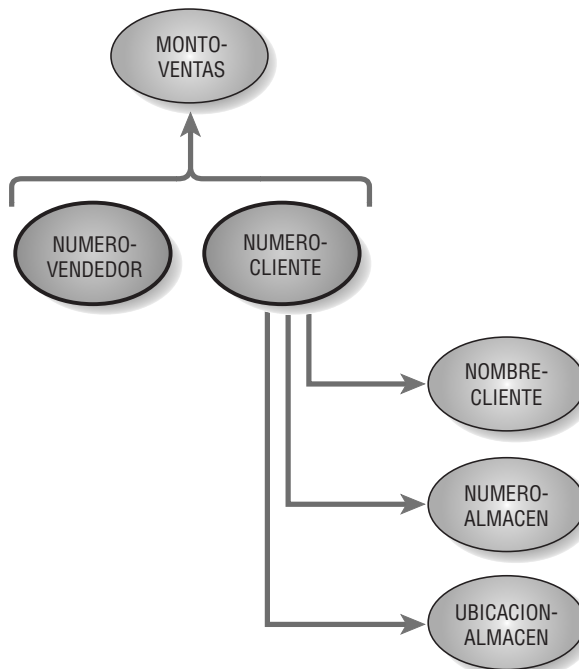 MONTO-
VENTAS
NUMERO-
VENDEDOR
NUMERO-
CLIENTE
NOMBRE-
CLIENTE
NUMERO-
ALMACEN
UBICACION-
ALMACEN